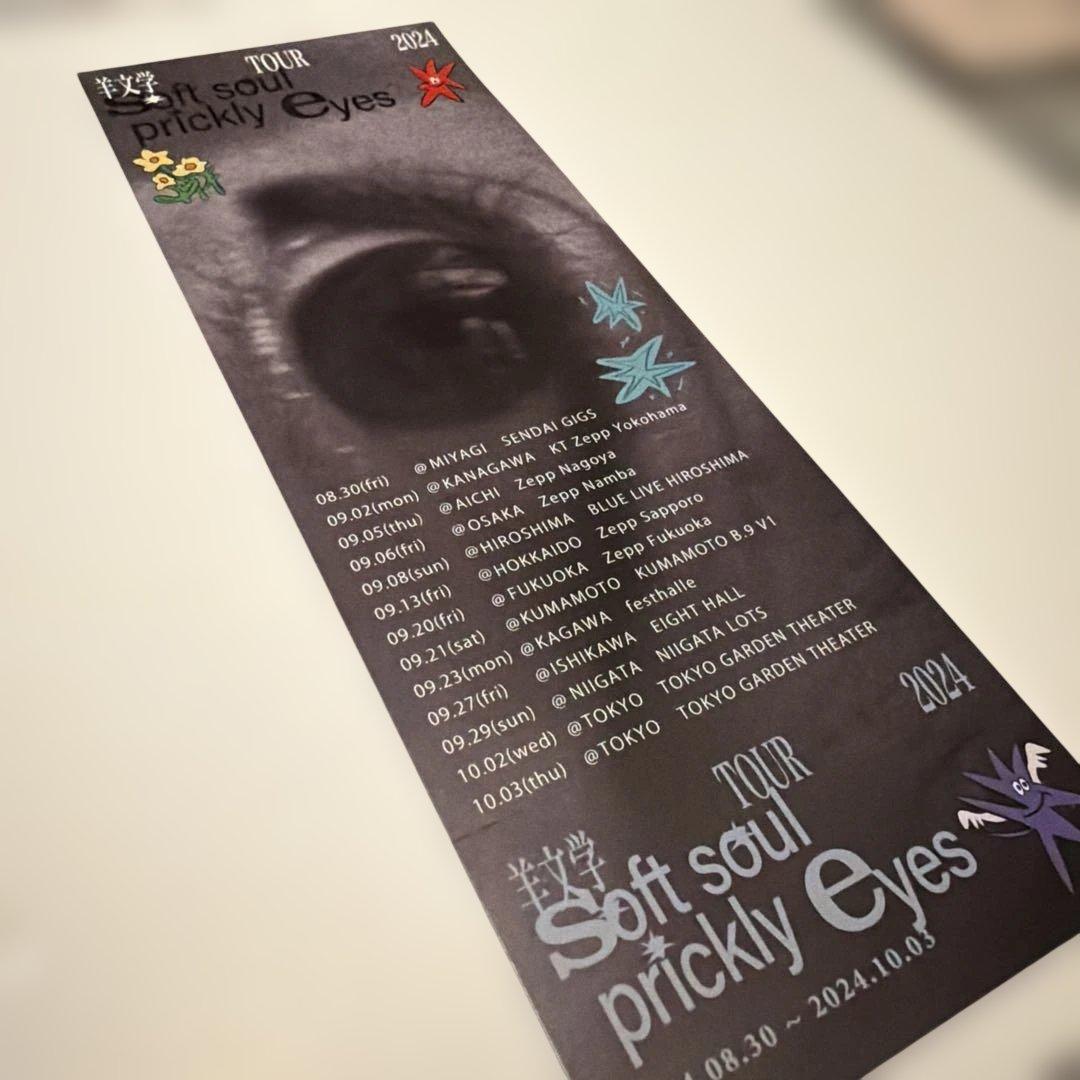 羊文学 TOUR 2024
Soft soul
prickly eyes
08.30(fri) @MIYAGI SENDAI GIGS
09.02(mon) @KANAGAWA KT Zepp Yokohama
09.05(thu) @AICHI Zepp Nagoya
09.06(fri) @OSAKA Zepp Namba
09.08(sun) @HIROSHIMA BLUE LIVE HIROSHIMA
09.13(fri) @HOKKAIDO Zepp Sapporo
09.20(fri) @FUKUOKA Zepp Fukuoka
09.21(sat) @KUMAMOTO KUMAMOTO B.9 V1
09.23(mon) @KAGAWA festhalle
09.27(fri) @ISHIKAWA EIGHT HALL
09.29(sun) @NIIGATA NIIGATA LOTS
10.02(wed) @TOKYO TOKYO GARDEN THEATER
10.03(thu) @TOKYO TOKYO GARDEN THEATER
羊文学 TOUR 2024
Soft soul
prickly eyes
.08.30 ~ 2024.10.03